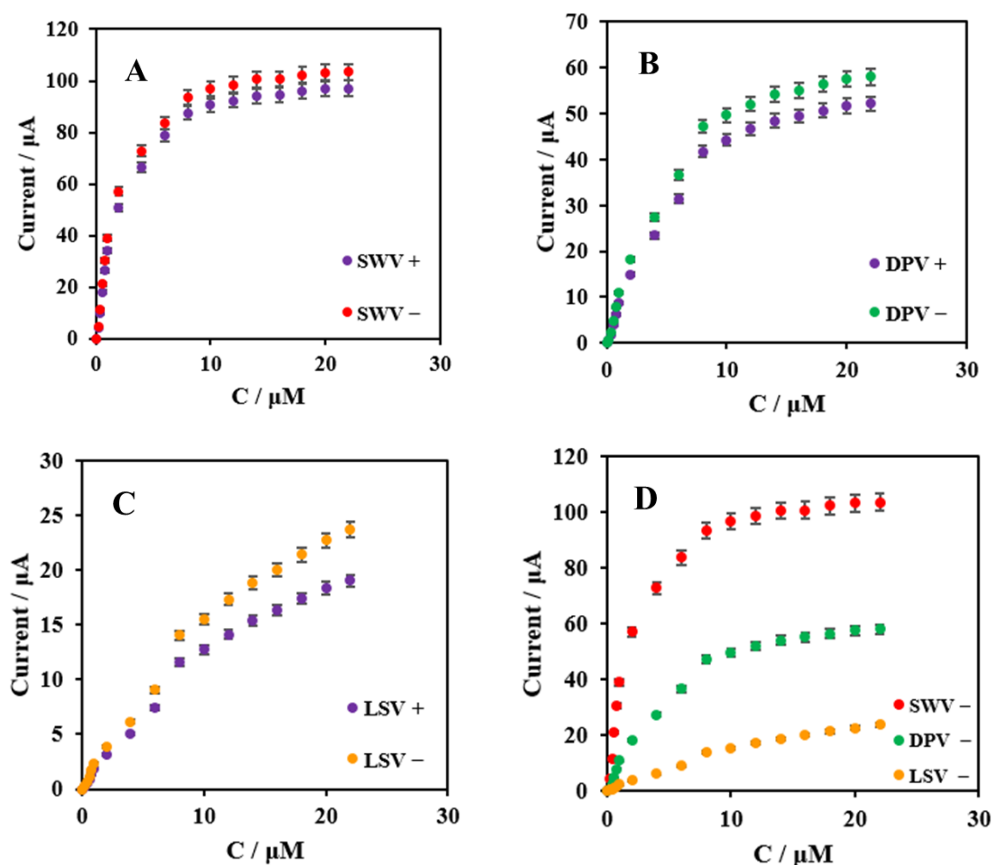 A
Current / μA
120
100
80
60
40
20
0
SWV +
SWV −
0
10
20
30
C / μM
B
Current / μA
70
60
50
40
30
20
10
0
DPV +
DPV −
0
10
20
30
C / μM
C
Current / μA
30
25
20
15
10
5
0
LSV +
LSV −
0
10
20
30
C / μM
D
Current / μA
120
100
80
60
40
20
0
SWV −
DPV −
LSV −
0
10
20
30
C / μM